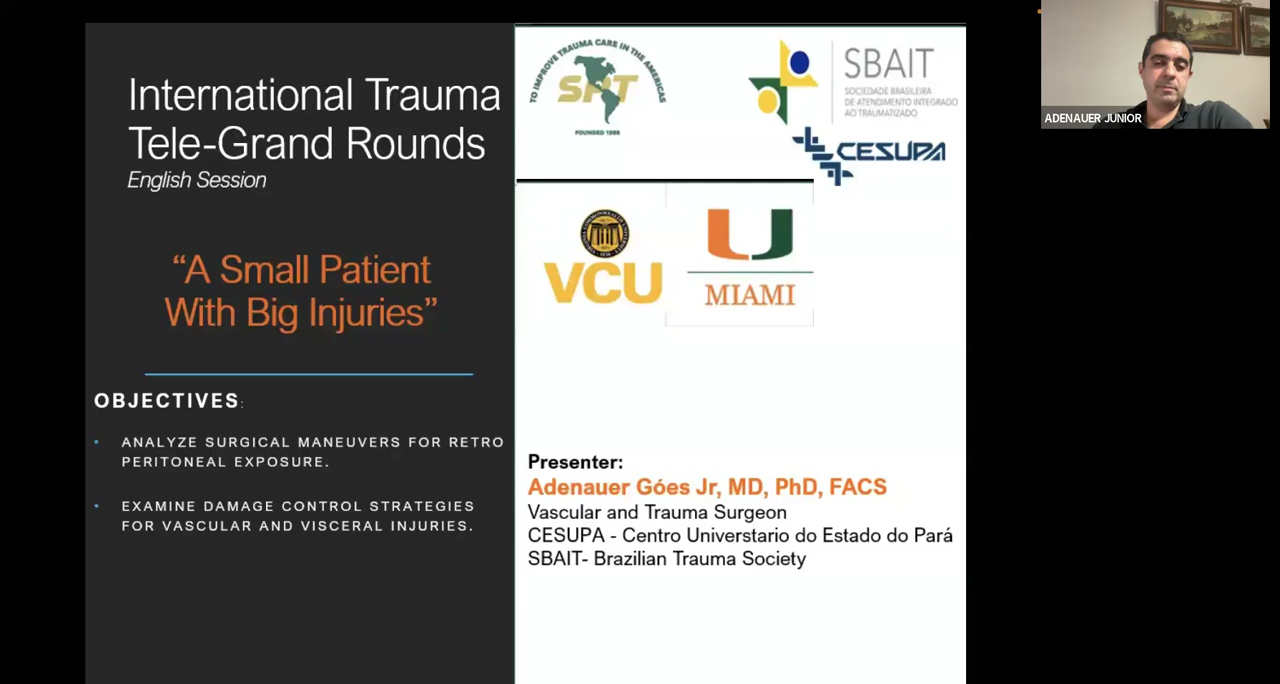 International Trauma
Tele-Grand Rounds
English Session
“A Small Patient
With Big Injuries”
OBJECTIVES:
• ANALYZE SURGICAL MANEUVERS FOR RETRO
PERITONEAL EXPOSURE.
• EXAMINE DAMAGE CONTROL STRATEGIES
FOR VASCULAR AND VISCERAL INJURIES.
TO IMPROVE TRAUMA CARE IN THE AMERICAS
SPT
FOUNDED 1986
SBAIT
SOCIEDADE BRASILEIRA
DE ATENDIMENTO INTEGRADO
AO TRAUMATIZADO
CESUPA
VCU
U
MIAMI
Presenter:
Adenauer Góes Jr, MD, PhD, FACS
Vascular and Trauma Surgeon
CESUPA - Centro Universtario do Estado do Pará
SBAIT- Brazilian Trauma Society
ADENAUER JUNIOR